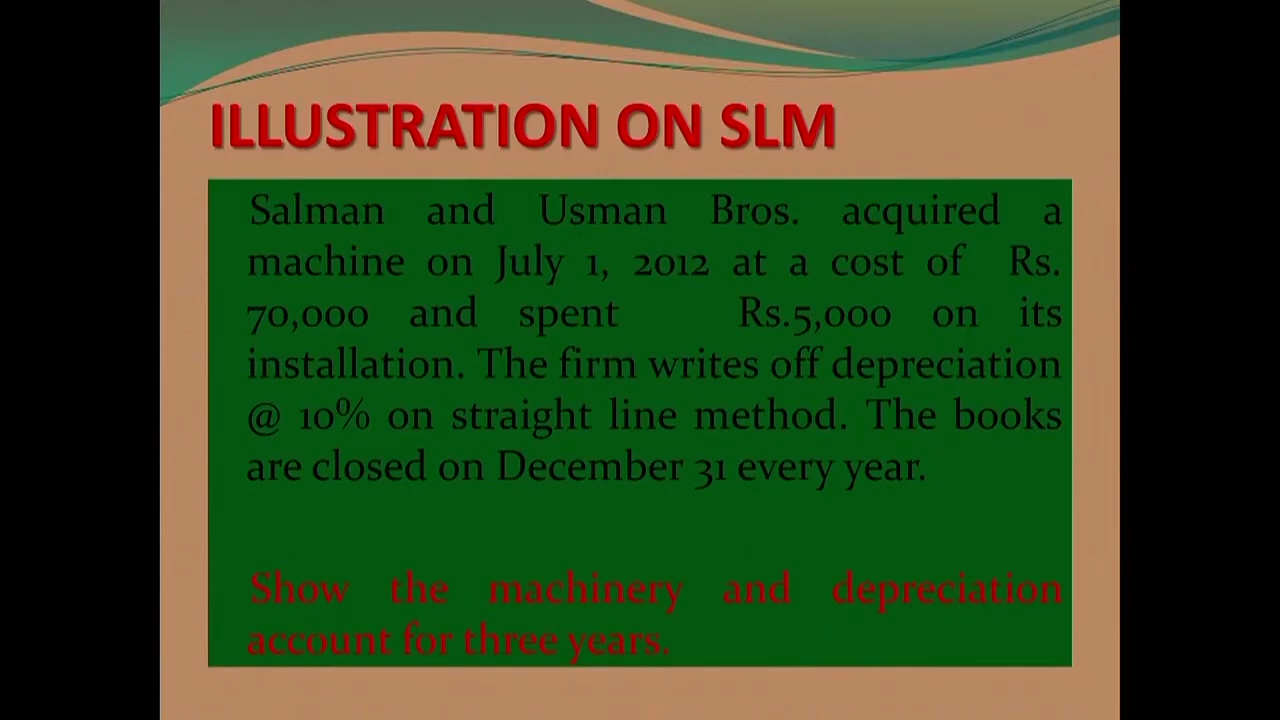 ILLUSTRATION ON SLM
Salman and Usman Bros. acquired a
machine on July 1, 2012 at a cost of Rs.
70,000 and spent Rs.5,000 on its
installation. The firm writes off depreciation
@ 10% on straight line method. The books
are closed on December 31 every year.
Show the machinery and depreciation
account for three years.